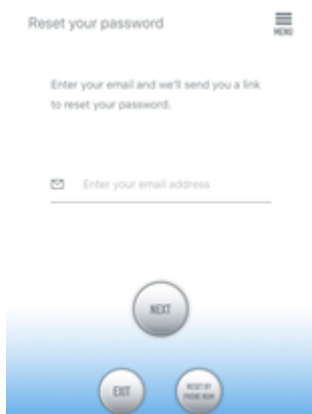 Reset your password
MENU
Enter your email and we'll send you a link
to reset your password.
Enter your email address
NEXT
EXIT
RESET BY
PHONE NUM